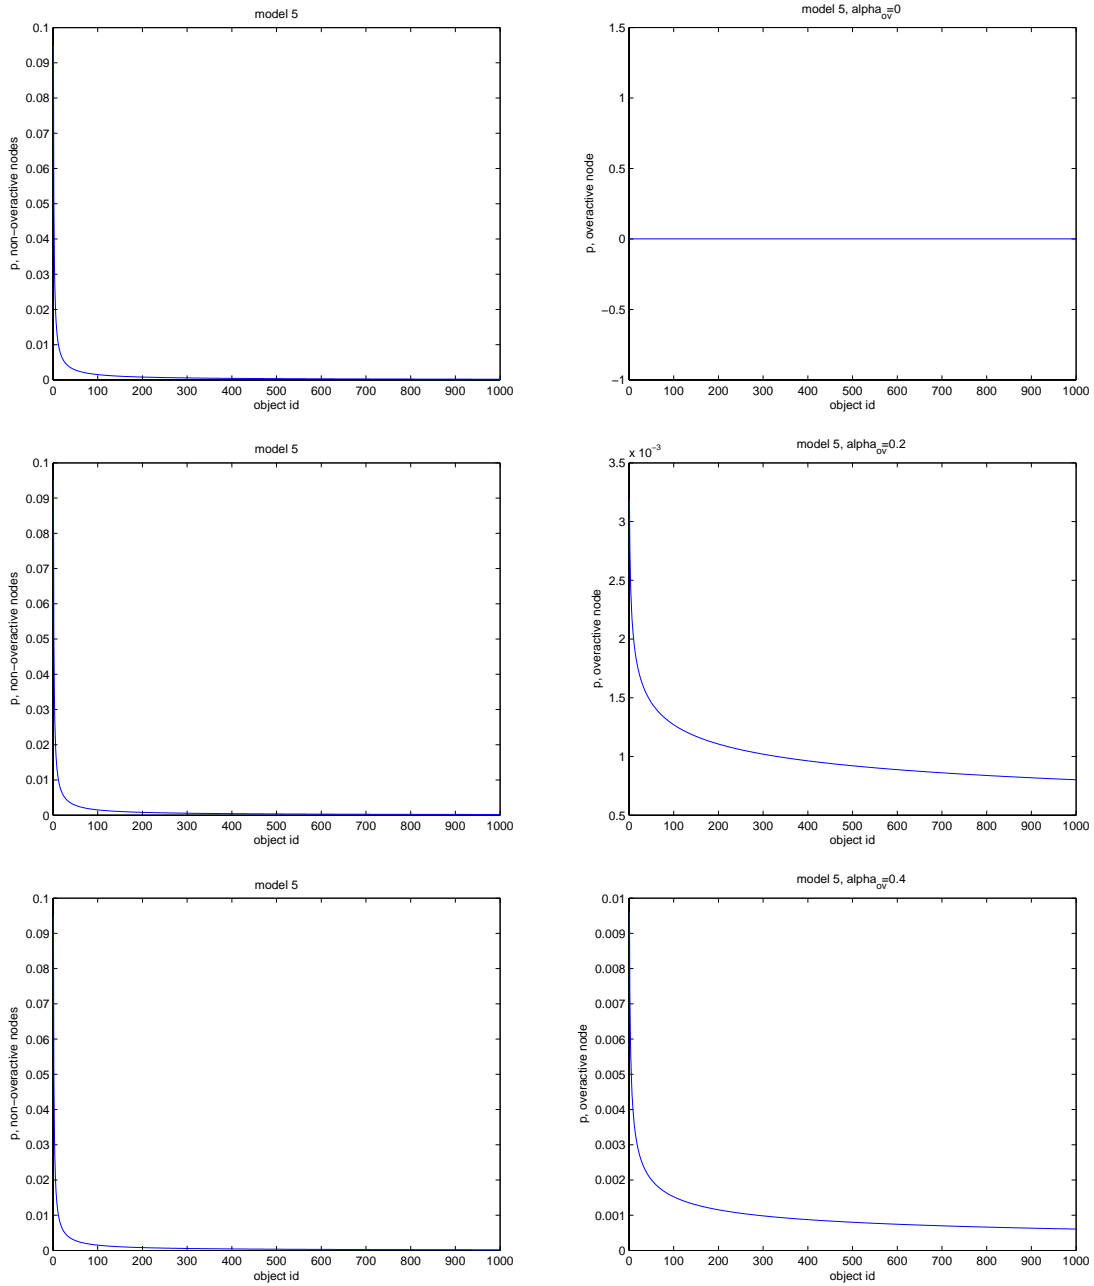 model 5
p, non−overactive nodes
0.1
0.09
0.08
0.07
0.06
0.05
0.04
0.03
0.02
0.01
0
0 100 200 300 400 500 600 700 800 900 1000
object id
model 5, alpha_ov=0
p, overactive node
1.5
1
0.5
0
−0.5
−1
0 100 200 300 400 500 600 700 800 900 1000
object id
model 5
p, non−overactive nodes
0.1
0.09
0.08
0.07
0.06
0.05
0.04
0.03
0.02
0.01
0
0 100 200 300 400 500 600 700 800 900 1000
object id
model 5, alpha_ov=0.2
x 10⁻³
p, overactive node
3.5
3
2.5
2
1.5
1
0.5
0 100 200 300 400 500 600 700 800 900 1000
object id
model 5
p, non−overactive nodes
0.1
0.09
0.08
0.07
0.06
0.05
0.04
0.03
0.02
0.01
0
0 100 200 300 400 500 600 700 800 900 1000
object id
model 5, alpha_ov=0.4
p, overactive node
0.01
0.009
0.008
0.007
0.006
0.005
0.004
0.003
0.002
0.001
0
0 100 200 300 400 500 600 700 800 900 1000
object id